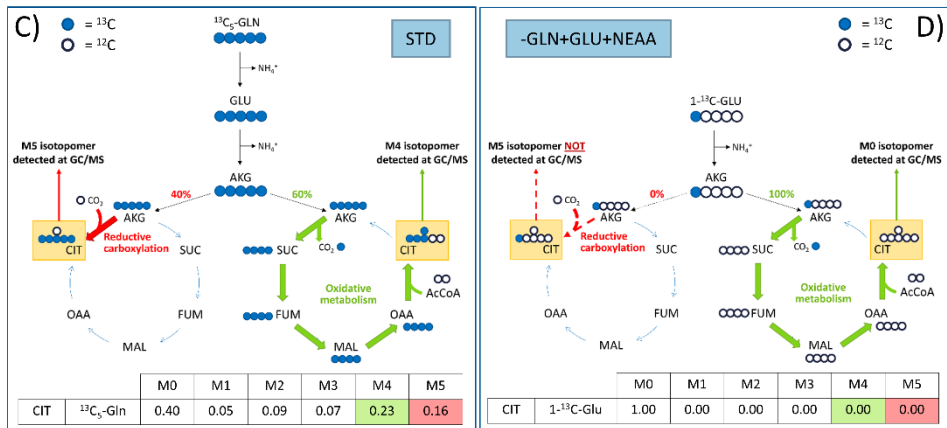 C)
= ¹³C
= ¹²C
¹³C₅-GLN
STD
NH₄⁺
GLU
NH₄⁺
AKG
M5 isotopomer
detected at GC/MS
M4 isotopomer
detected at GC/MS
40%
60%
CO₂
AKG
AKG
Reductive
carboxylation
CIT
SUC
SUC
CO₂
CIT
Oxidative
metabolism
AcCoA
OAA
FUM
FUM
OAA
MAL
MAL
M0 M1 M2 M3 M4 M5
CIT ¹³C₅-Gln 0.40 0.05 0.09 0.07 0.23 0.16
-GLN+GLU+NEAA
= ¹³C
= ¹²C
D)
1-¹³C-GLU
NH₄⁺
AKG
M5 isotopomer NOT
detected at GC/MS
M0 isotopomer
detected at GC/MS
0%
100%
CO₂
AKG
AKG
Reductive
carboxylation
CIT
SUC
SUC
CO₂
CIT
Oxidative
metabolism
AcCoA
OAA
FUM
FUM
OAA
MAL
MAL
M0 M1 M2 M3 M4 M5
CIT 1-¹³C-Glu 1.00 0.00 0.00 0.00 0.00 0.00